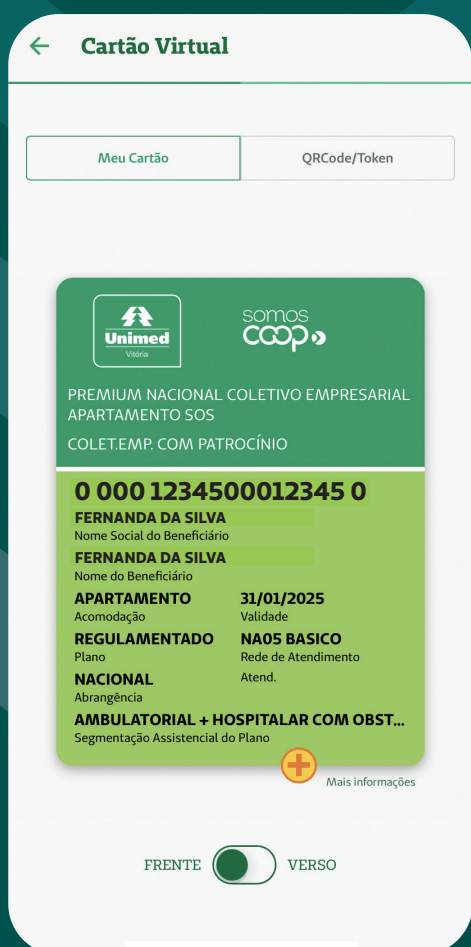 Cartão Virtual
Meu Cartão
QRCode/Token
Unimed
Vitória
somos
coop
PREMIUM NACIONAL COLETIVO EMPRESARIAL
APARTAMENTO SOS
COLET.EMP. COM PATROCÍNIO
0 000 1234500012345 0
FERNANDA DA SILVA
Nome Social do Beneficiário
FERNANDA DA SILVA
Nome do Beneficiário
APARTAMENTO 31/01/2025
Acomodação Validade
REGULAMENTADO NA05 BASICO
Plano Rede de Atendimento
NACIONAL Atend.
Abrangência
AMBULATORIAL + HOSPITALAR COM OBST...
Segmentação Assistencial do Plano
Mais informações
FRENTE VERSO